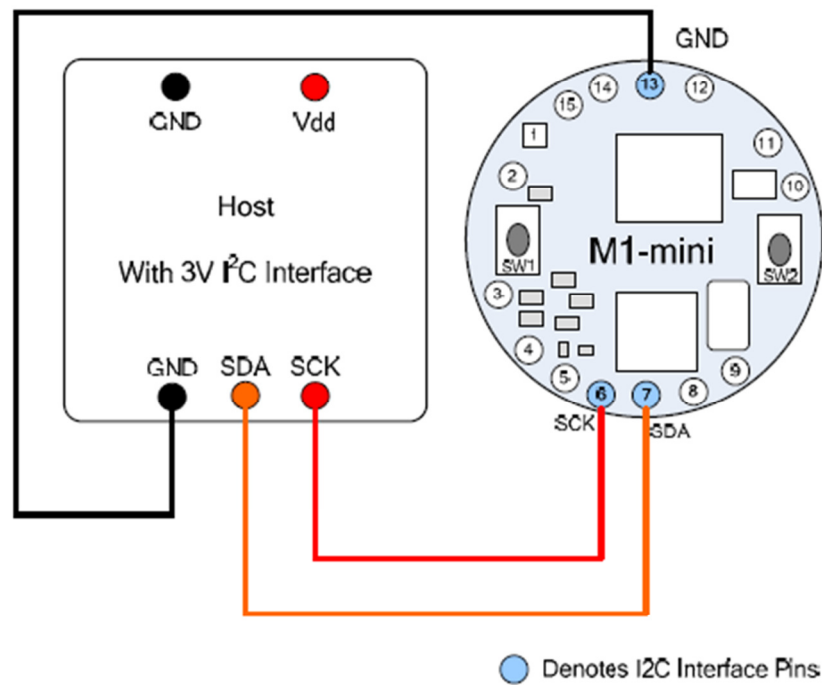 GND
14
13
12
15
GND
Vdd
1
11
2
10
Host
M1-mini
With 3V I²C Interface
SW1
SW2
3
4
GND
SDA
SCK
5
6
7
8
9
SCK
SDA
Denotes I2C Interface Pins